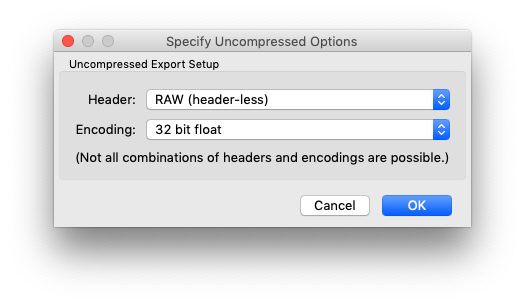 Specify Uncompressed Options
Uncompressed Export Setup
Header: RAW (header-less)
Encoding: 32 bit float
(Not all combinations of headers and encodings are possible.)
Cancel OK